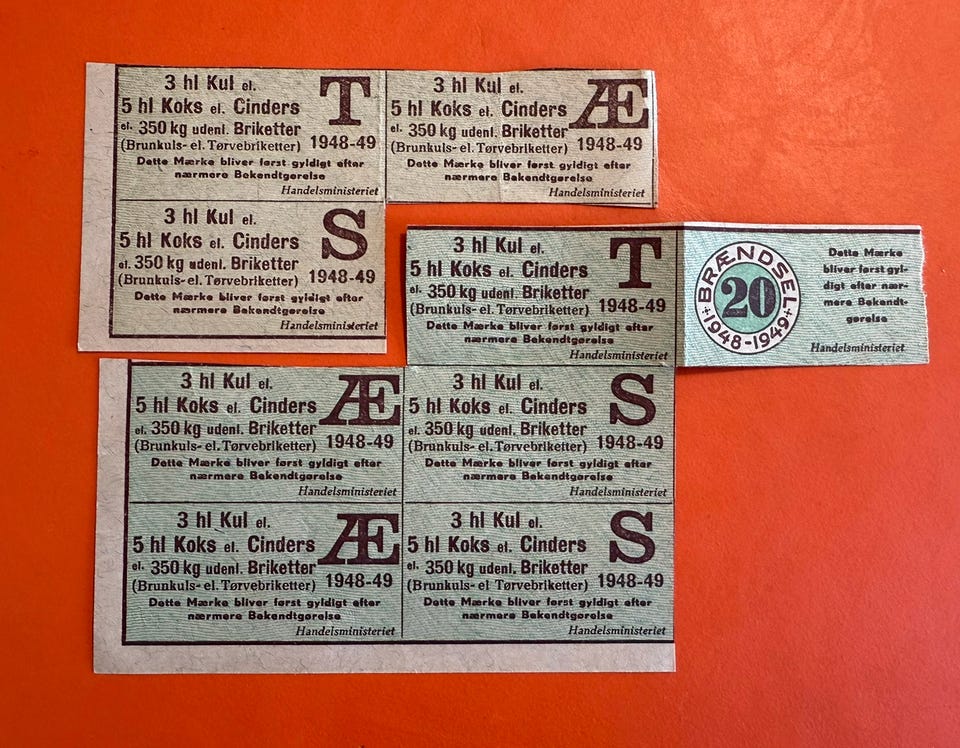 3 hl Kul el.
5 hl Koks el. Cinders
el. 350 kg udenl. Briketter
(Brunkuls- el. Tørvebriketter)
T
1948-49
Dette Mærke bliver først gyldigt efter
nærmere Bekendtgørelse
Handelsministeriet
3 hl Kul el.
5 hl Koks el. Cinders
el. 350 kg udenl. Briketter
(Brunkuls- el. Tørvebriketter)
Æ
1948-49
Dette Mærke bliver først gyldigt efter
nærmere Bekendtgørelse
Handelsministeriet
3 hl Kul el.
5 hl Koks el. Cinders
el. 350 kg udenl. Briketter
(Brunkuls- el. Tørvebriketter)
S
1948-49
Dette Mærke bliver først gyldigt efter
nærmere Bekendtgørelse
Handelsministeriet
3 hl Kul el.
5 hl Koks el. Cinders
el. 350 kg udenl. Briketter
(Brunkuls- el. Tørvebriketter)
T
1948-49
Dette Mærke bliver først gyldigt efter
nærmere Bekendtgørelse
Handelsministeriet
BRÆNDSEL
20
1948-1949
Dette Mærke
bliver først gyl-
digt efter nær-
mere Bekendt-
gørelse
Handelsministeriet
3 hl Kul el.
5 hl Koks el. Cinders
el. 350 kg udenl. Briketter
(Brunkuls- el. Tørvebriketter)
Æ
1948-49
Dette Mærke bliver først gyldigt efter
nærmere Bekendtgørelse
Handelsministeriet
3 hl Kul el.
5 hl Koks el. Cinders
el. 350 kg udenl. Briketter
(Brunkuls- el. Tørvebriketter)
S
1948-49
Dette Mærke bliver først gyldigt efter
nærmere Bekendtgørelse
Handelsministeriet
3 hl Kul el.
5 hl Koks el. Cinders
el. 350 kg udenl. Briketter
(Brunkuls- el. Tørvebriketter)
Æ
1948-49
Dette Mærke bliver først gyldigt efter
nærmere Bekendtgørelse
Handelsministeriet
3 hl Kul el.
5 hl Koks el. Cinders
el. 350 kg udenl. Briketter
(Brunkuls- el. Tørvebriketter)
S
1948-49
Dette Mærke bliver først gyldigt efter
nærmere Bekendtgørelse
Handelsministeriet